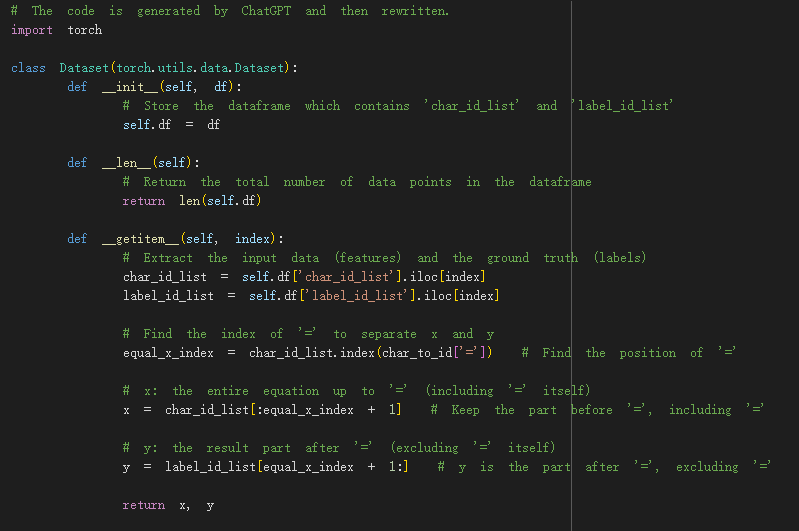 # The code is generated by ChatGPT and then rewritten.
import torch
class Dataset(torch.utils.data.Dataset):
def __init__(self, df):
# Store the dataframe which contains 'char_id_list' and 'label_id_list'
self.df = df
def __len__(self):
# Return the total number of data points in the dataframe
return len(self.df)
def __getitem__(self, index):
# Extract the input data (features) and the ground truth (labels)
char_id_list = self.df['char_id_list'].iloc[index]
label_id_list = self.df['label_id_list'].iloc[index]
# Find the index of '=' to separate x and y
equal_x_index = char_id_list.index(char_to_id['=']) # Find the position of '='
# x: the entire equation up to '=' (including '=' itself)
x = char_id_list[:equal_x_index + 1] # Keep the part before '=', including '='
# y: the result part after '=' (excluding '=' itself)
y = label_id_list[equal_x_index + 1:] # y is the part after '=', excluding '='
return x, y